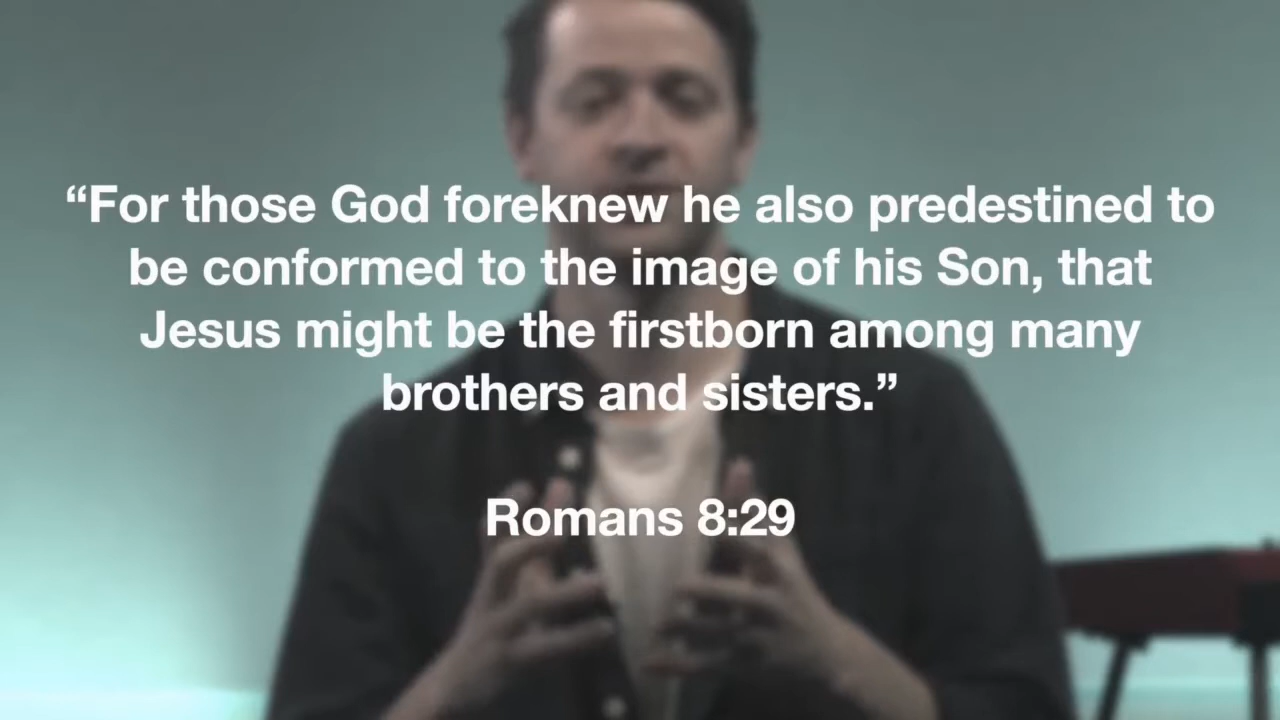 “For those God foreknew he also predestined to
be conformed to the image of his Son, that
Jesus might be the firstborn among many
brothers and sisters.”
Romans 8:29